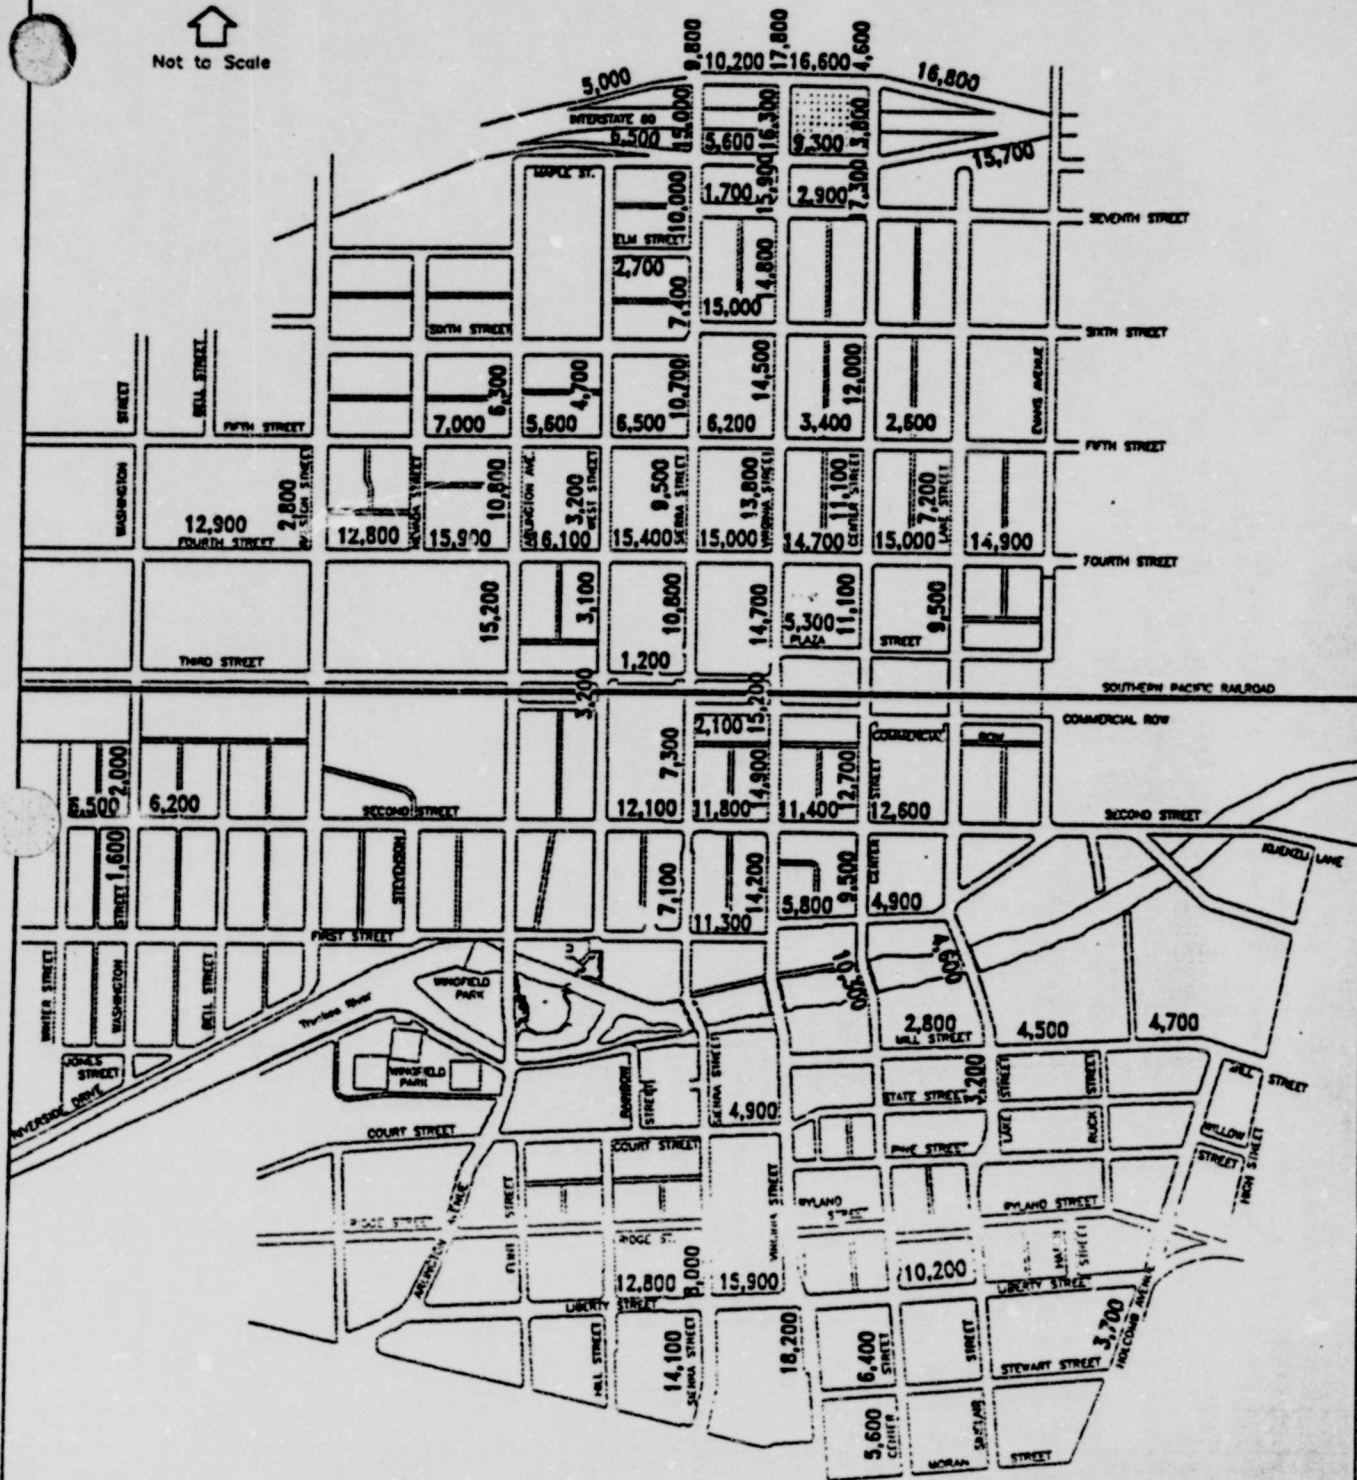 Not to Scale
9,800
10,200
17,800
16,600
4,600
5,000
16,800
INTERSTATE 80
6,500
15,000
5,600
16,300
9,300
3,800
15,700
MAPLE ST.
10,000
1,700
15,900
2,900
17,300
SEVENTH STREET
ELM STREET
2,700
7,400
14,800
15,000
SIXTH STREET
SIXTH STREET
STREET
BELL STREET
6,300
4,700
10,700
14,500
12,000
EVANS AVENUE
FIFTH STREET
7,000
5,600
6,500
6,200
3,400
2,600
FIFTH STREET
WASHINGTON
2,800
NEVADA STREET
10,800
ARLINGTON AVE.
3,200
WEST STREET
9,500
SIERRA STREET
13,800
VIRGINIA STREET
11,100
CENTER STREET
7,200
LAKE STREET
12,900
FOURTH STREET
12,800
15,900
16,100
15,400
15,000
14,700
15,000
14,900
FOURTH STREET
15,200
3,100
10,800
14,700
5,300
PLAZA
11,100
STREET
9,500
THIRD STREET
1,200
3,200
15,200
SOUTHERN PACIFIC RAILROAD
2,100
COMMERCIAL ROW
COMMERCIAL
ROW
2,000
7,300
14,900
12,700
STREET
6,500
6,200
SECOND STREET
12,100
11,800
11,400
12,600
SECOND STREET
KUENZLI LANE
STREET
1,600
STEVENSON
7,100
14,200
9,500
CENTER
11,300
5,800
4,900
FIRST STREET
WINTER STREET
WASHINGTON
BELL STREET
WINGFIELD
PARK
Truckee River
2,800
MILL STREET
4,500
4,700
JONES
STREET
WINGFIELD
PARK
RAINBOW
STREET
SIERRA STREET
4,900
STATE STREET
LAKE
STREET
STREET
MILL STREET
RIVERSIDE DRIVE
COURT STREET
COURT STREET
PINE STREET
WILLOW
STREET
HIGH STREET
RIDGE STREET
ARLINGTON AVENUE
FLINT
STREET
RIDGE ST.
VIRGINIA STREET
RYLAND
STREET
RYLAND STREET
STREET
12,800
15,900
10,200
LIBERTY STREET
LIBERTY STREET
HILL STREET
14,100
SIERRA STREET
18,200
6,400
STREET
STREET
3,700
HOLCOMB AVENUE
STEWART STREET
5,600
CENTER
SINCLAIR
MORAN
STREET